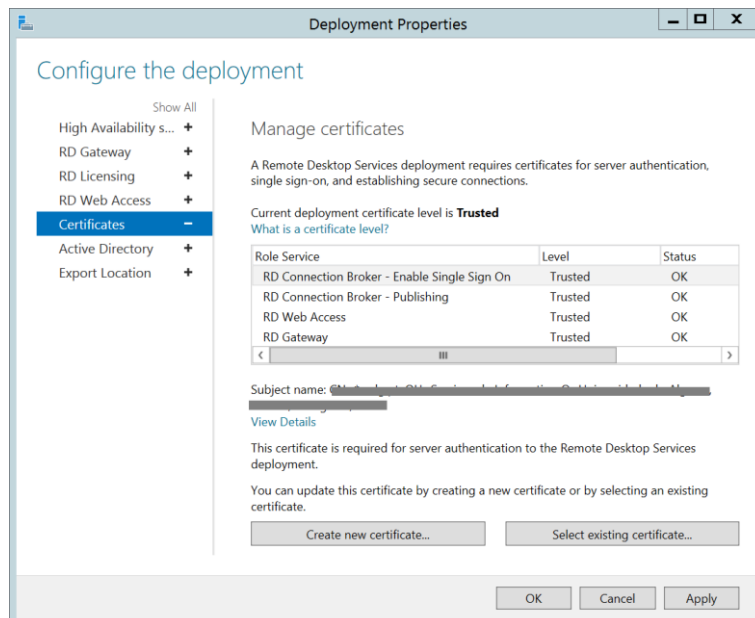 Deployment Properties
Configure the deployment
Show All
High Availability s... +
RD Gateway +
RD Licensing +
RD Web Access +
Certificates –
Active Directory +
Export Location +
Manage certificates
A Remote Desktop Services deployment requires certificates for server authentication,
single sign-on, and establishing secure connections.
Current deployment certificate level is Trusted
What is a certificate level?
Role Service Level Status
RD Connection Broker - Enable Single Sign On Trusted OK
RD Connection Broker - Publishing Trusted OK
RD Web Access Trusted OK
RD Gateway Trusted OK
Subject name:
View Details
This certificate is required for server authentication to the Remote Desktop Services
deployment.
You can update this certificate by creating a new certificate or by selecting an existing
certificate.
Create new certificate... Select existing certificate...
OK Cancel Apply